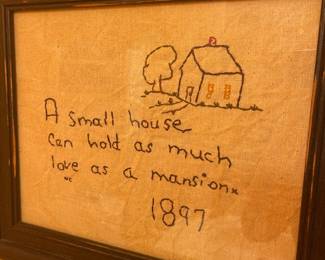 A small house
can hold as much
love as a mansion
1897